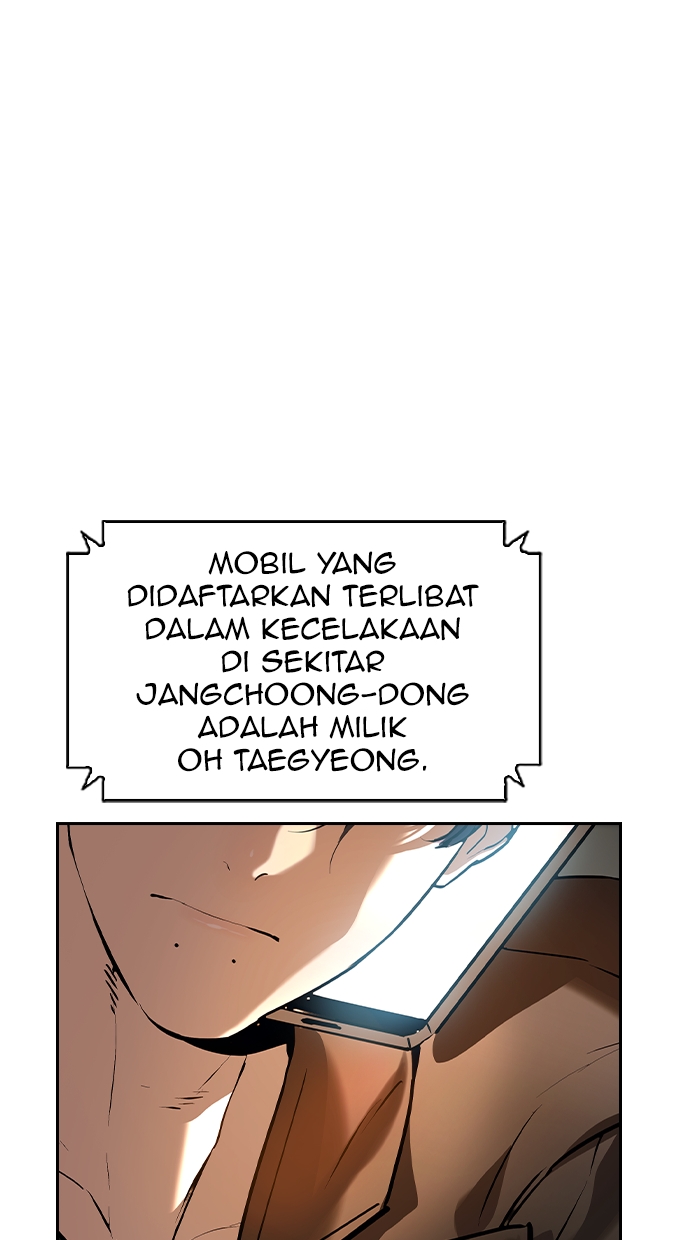 MOBIL YANG
DIDAFTARKAN TERLIBAT
DALAM KECELAKAAN
DI SEKITAR
JANGCHOONG-DONG
ADALAH MILIK
OH TAEGYEONG.